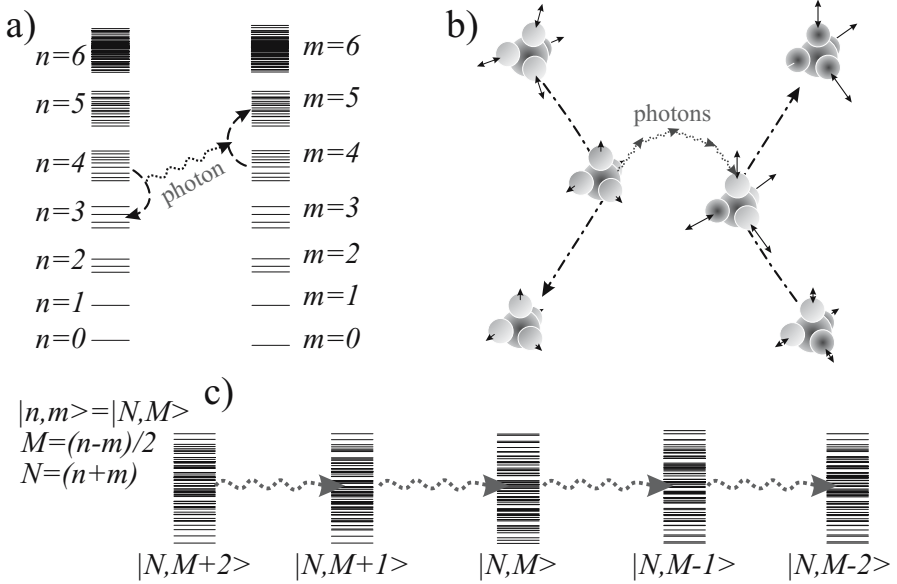 a)
n=6
n=5
n=4
n=3
n=2
n=1
n=0
photon
m=6
m=5
m=4
m=3
m=2
m=1
m=0
b)
photons
c)
|n,m>=|N,M>
M=(n-m)/2
N=(n+m)
|N,M+2>
|N,M+1>
|N,M>
|N,M-1>
|N,M-2>